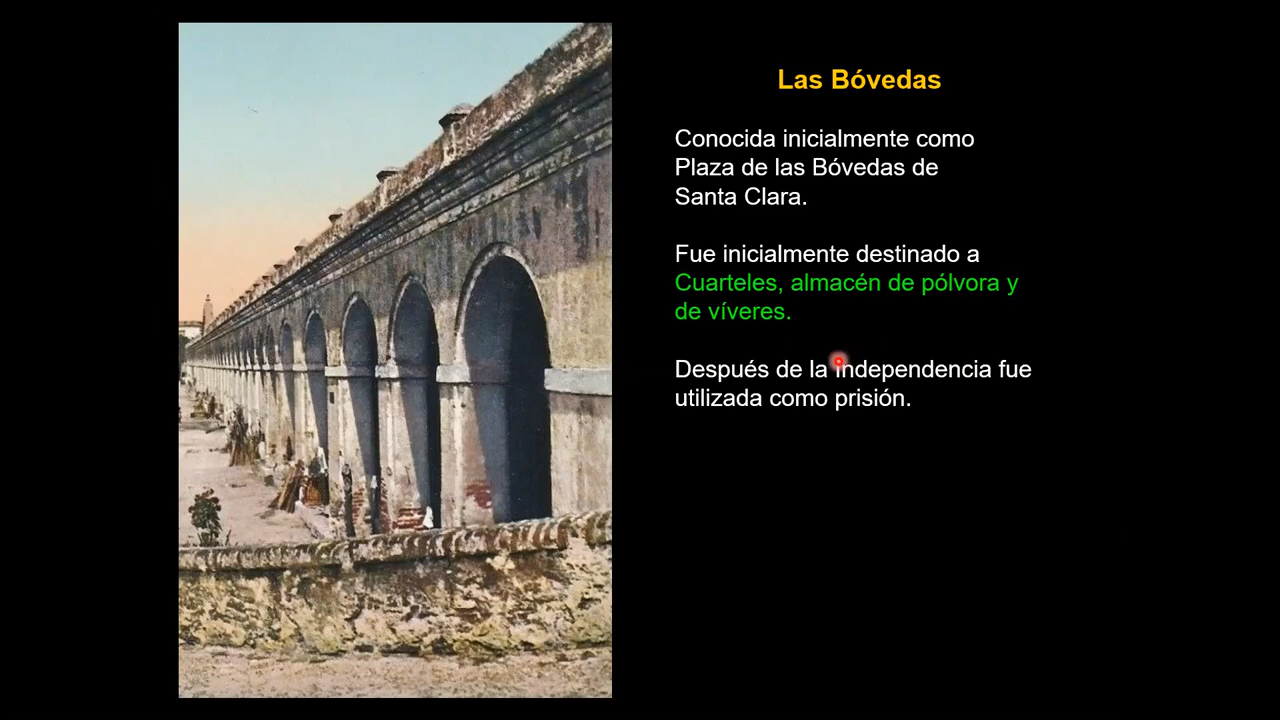 Las Bóvedas
Conocida inicialmente como
Plaza de las Bóvedas de
Santa Clara.
Fue inicialmente destinado a
Cuarteles, almacén de pólvora y
de víveres.
Después de la independencia fue
utilizada como prisión.